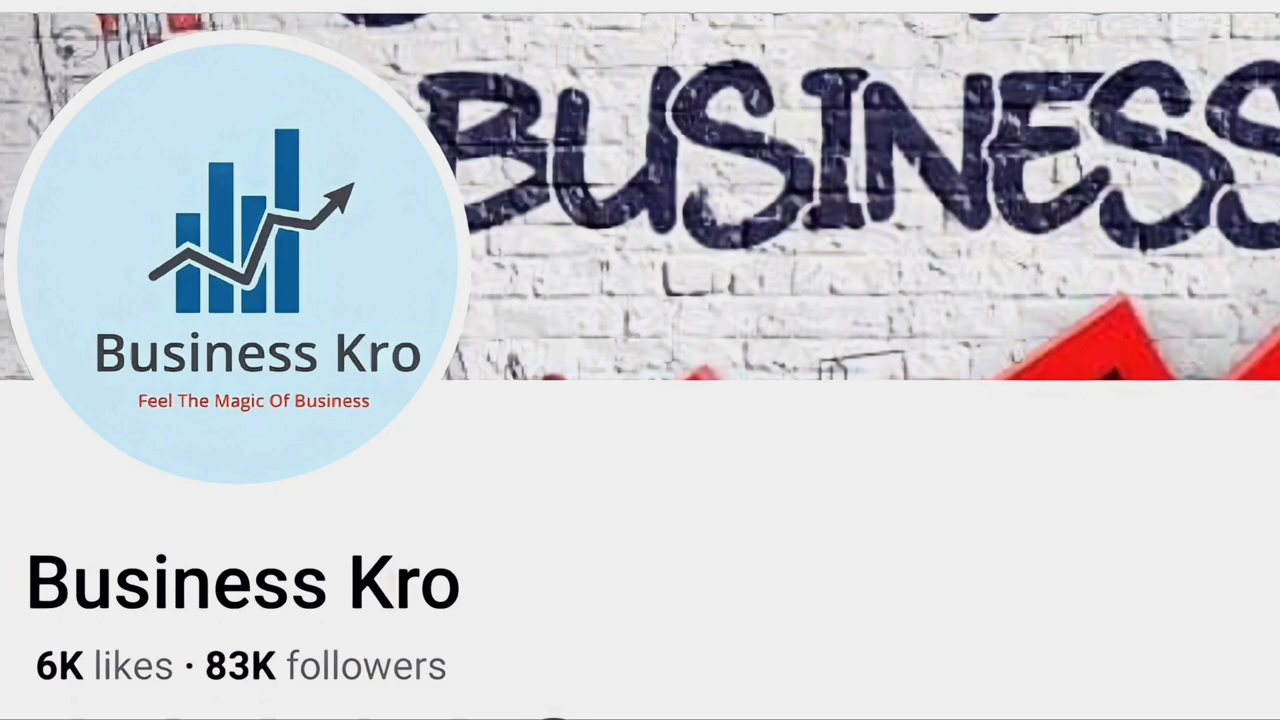 BUSINESS
Business Kro
Feel The Magic Of Business
Business Kro
6K likes · 83K followers